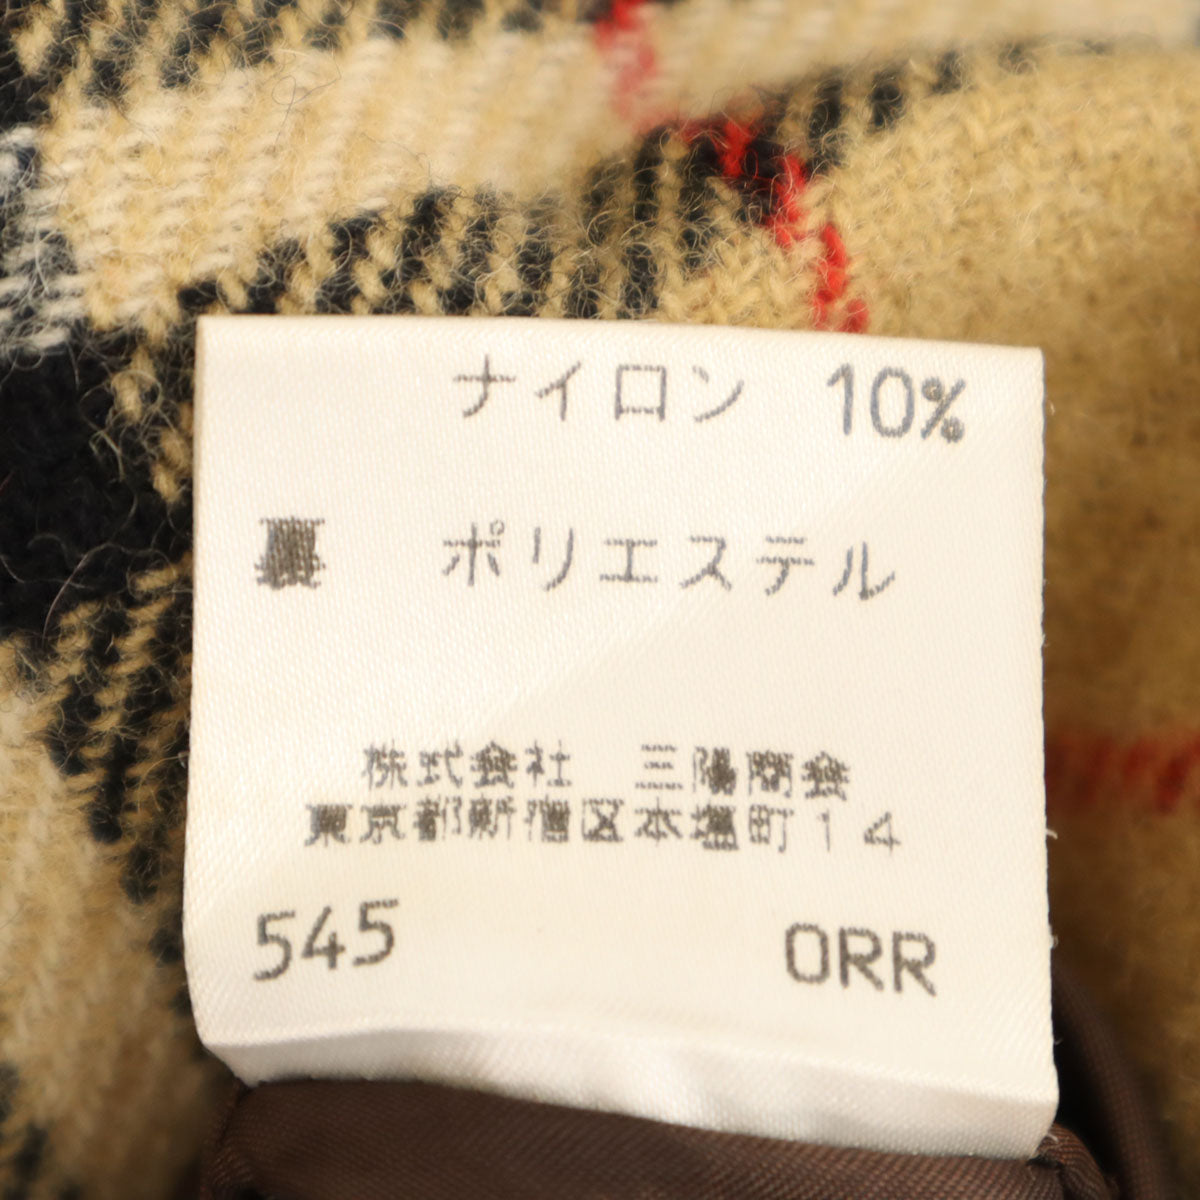 ナイロン 10%
裏 ポリエステル
株式会社 三陽商会
東京都新宿区本塩町14
545 ORR